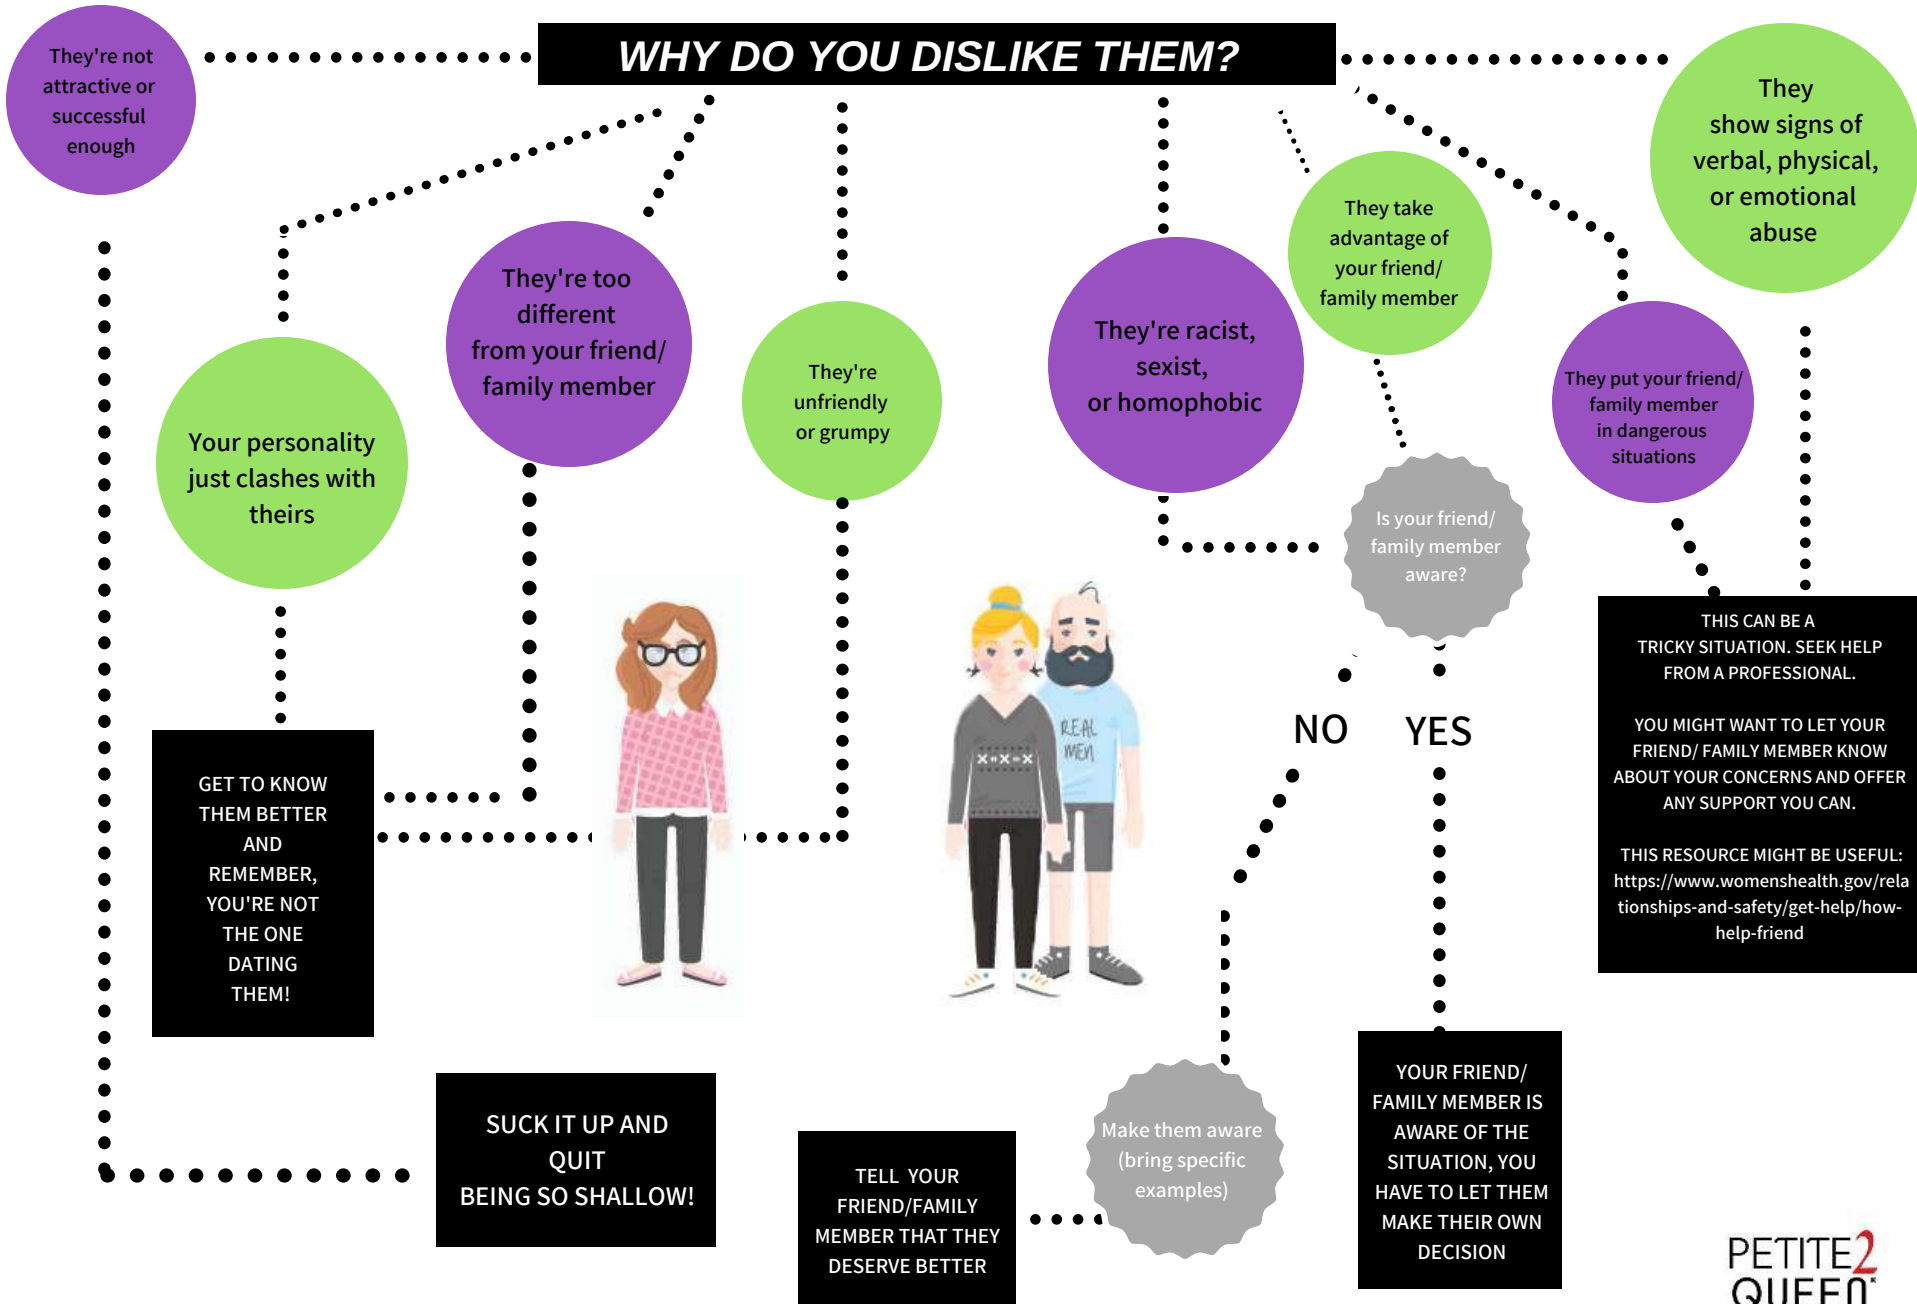 WHY DO YOU DISLIKE THEM?
They're not
attractive or
successful
enough
Your personality
just clashes with
theirs
They're too
different
from your friend/
family member
They're
unfriendly
or grumpy
They're racist,
sexist,
or homophobic
They take
advantage of
your friend/
family member
They put your friend/
family member
in dangerous
situations
They
show signs of
verbal, physical,
or emotional
abuse
Is your friend/
family member
aware?
NO
YES
THIS CAN BE A
TRICKY SITUATION. SEEK HELP
FROM A PROFESSIONAL.
YOU MIGHT WANT TO LET YOUR
FRIEND/ FAMILY MEMBER KNOW
ABOUT YOUR CONCERNS AND OFFER
ANY SUPPORT YOU CAN.
THIS RESOURCE MIGHT BE USEFUL:
https://www.womenshealth.gov/rela
tionships-and-safety/get-help/how-
help-friend
GET TO KNOW
THEM BETTER
AND
REMEMBER,
YOU'RE NOT
THE ONE
DATING
THEM!
REAL
MEN
X X X
SUCK IT UP AND
QUIT
BEING SO SHALLOW!
TELL YOUR
FRIEND/FAMILY
MEMBER THAT THEY
DESERVE BETTER
Make them aware
(bring specific
examples)
YOUR FRIEND/
FAMILY MEMBER IS
AWARE OF THE
SITUATION, YOU
HAVE TO LET THEM
MAKE THEIR OWN
DECISION
PETITE2
QUEEN